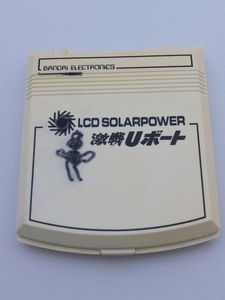 BANDAI ELECTRONICS
LCD SOLARPOWER
激戦Uボート